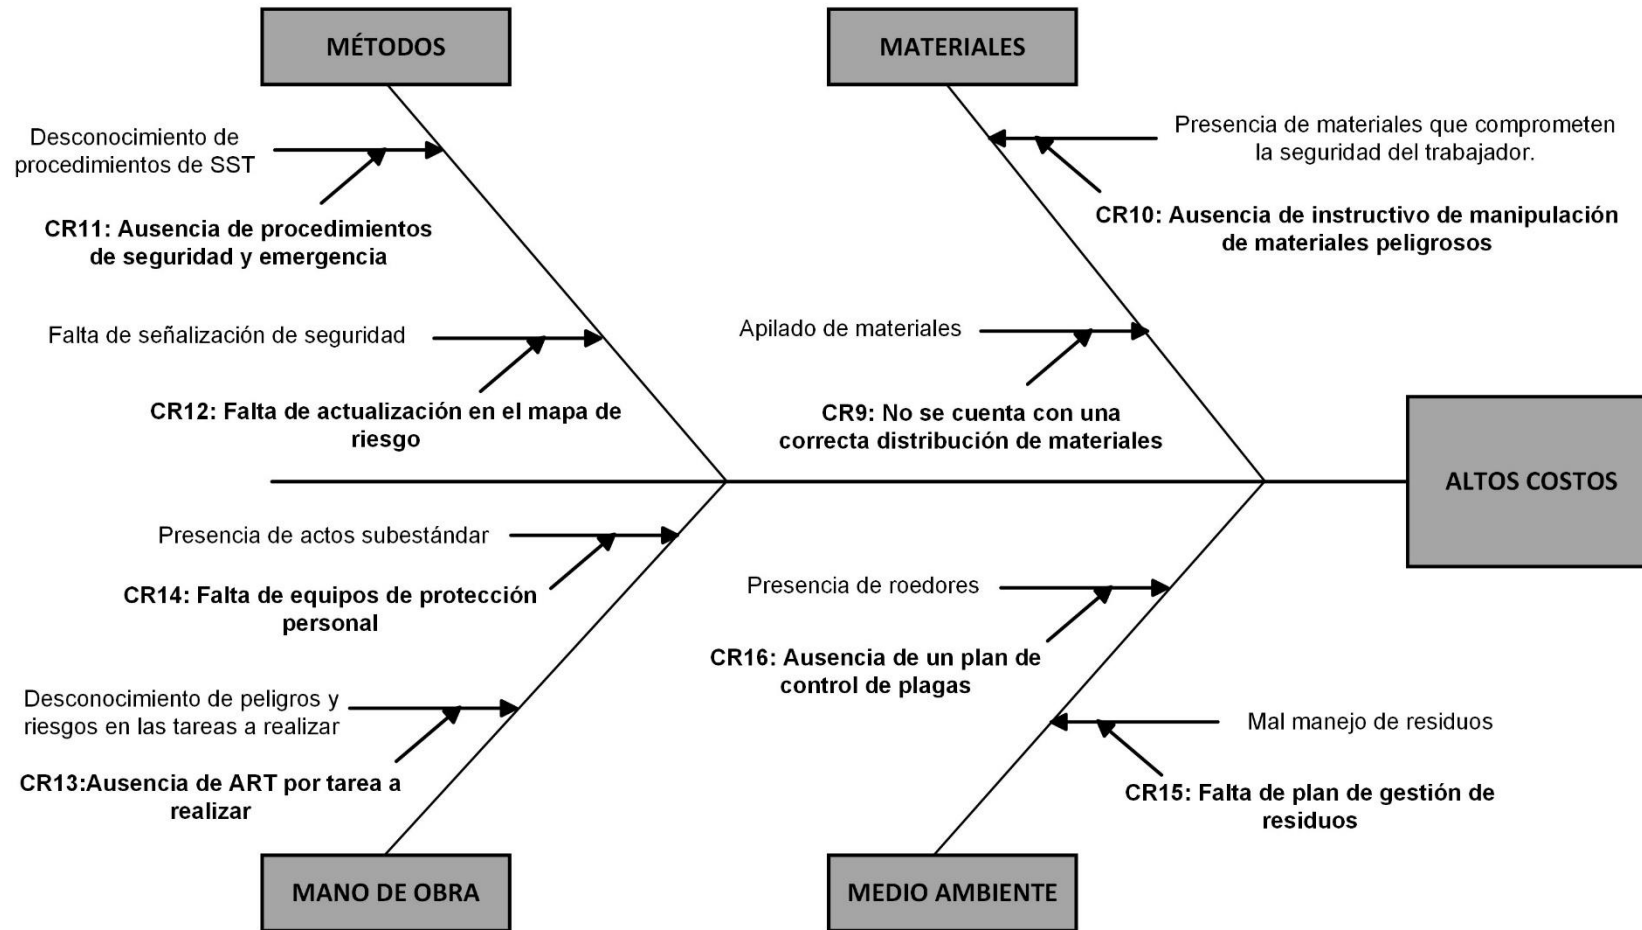 MÉTODOS
MATERIALES
Desconocimiento de
procedimientos de SST
CR11: Ausencia de procedimientos
de seguridad y emergencia
Falta de señalización de seguridad
CR12: Falta de actualización en el mapa de
riesgo
Presencia de materiales que comprometen
la seguridad del trabajador.
CR10: Ausencia de instructivo de manipulación
de materiales peligrosos
Apilado de materiales
CR9: No se cuenta con una
correcta distribución de materiales
ALTOS COSTOS
Presencia de actos subestándar
CR14: Falta de equipos de protección
personal
Desconocimiento de peligros y
riesgos en las tareas a realizar
CR13:Ausencia de ART por tarea a
realizar
Presencia de roedores
CR16: Ausencia de un plan de
control de plagas
Mal manejo de residuos
CR15: Falta de plan de gestión de
residuos
MANO DE OBRA
MEDIO AMBIENTE